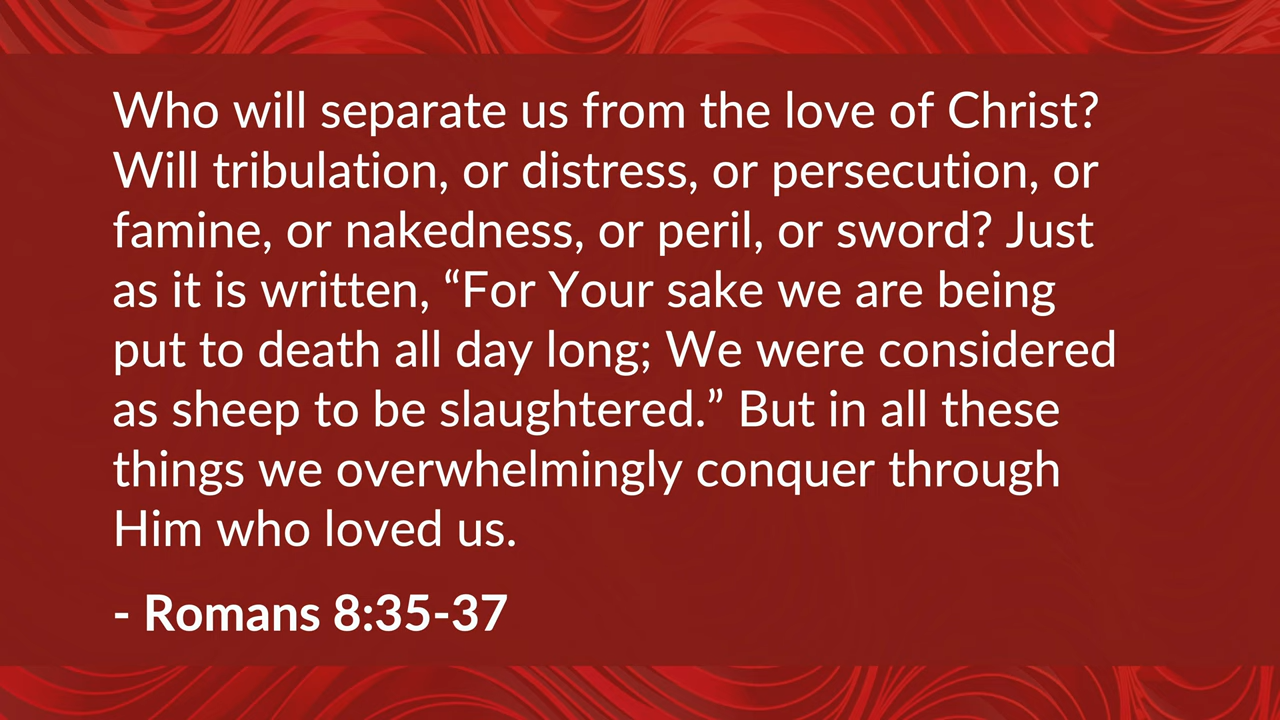 Who will separate us from the love of Christ?
Will tribulation, or distress, or persecution, or
famine, or nakedness, or peril, or sword? Just
as it is written, “For Your sake we are being
put to death all day long; We were considered
as sheep to be slaughtered.” But in all these
things we overwhelmingly conquer through
Him who loved us.
- Romans 8:35-37